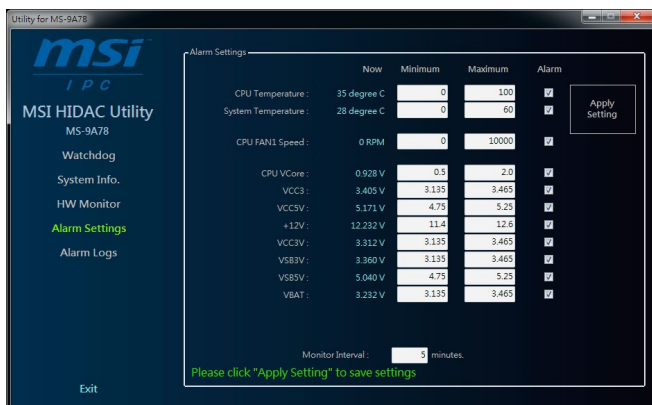 Utility for MS-9A78
msi
IPC
MSI HIDAC Utility
MS-9A78
Watchdog
System Info.
HW Monitor
Alarm Settings
Alarm Logs
Exit
Alarm Settings
Now Minimum Maximum Alarm
CPU Temperature : 35 degree C 0 100
System Temperature : 28 degree C 0 60
CPU FAN1 Speed : 0 RPM 0 10000
CPU VCore : 0.928 V 0.5 2.0
VCC3 : 3.405 V 3.135 3.465
VCC5V : 5.171 V 4.75 5.25
+12V : 12.232 V 11.4 12.6
VCC3V : 3.312 V 3.135 3.465
VSB3V : 3.360 V 3.135 3.465
VSB5V : 5.040 V 4.75 5.25
VBAT : 3.232 V 3.135 3.465
Apply
Setting
Monitor Interval : 5 minutes.
Please click "Apply Setting" to save settings